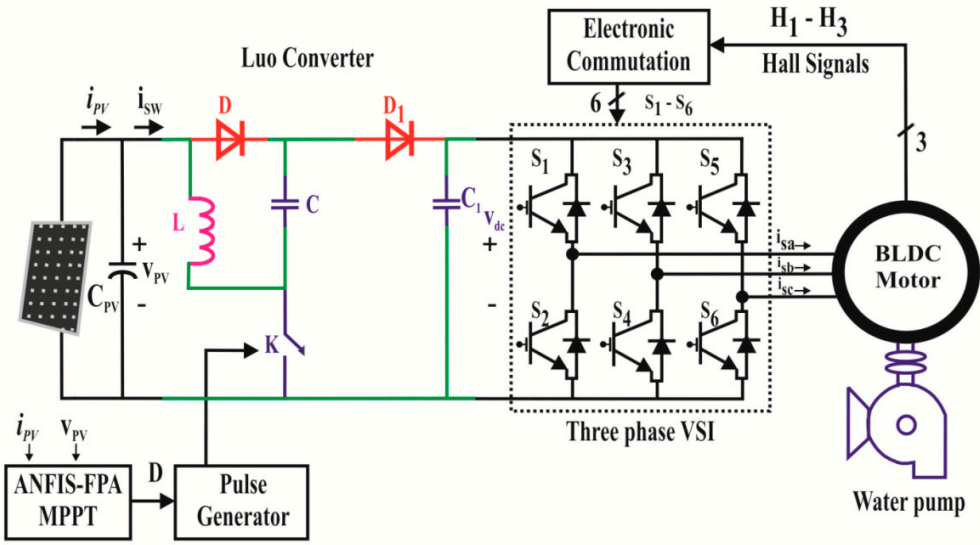 Luo Converter
Electronic
Commutation
H1 - H3
Hall Signals
6
S1 - S6
3
iPV
iSW
D
D1
L
C
C1
vdc
+
-
+
vPV
-
CPV
K
S1
S3
S5
S2
S4
S6
isa
isb
isc
BLDC
Motor
Three phase VSI
Water pump
iPV
vPV
ANFIS-FPA
MPPT
D
Pulse
Generator